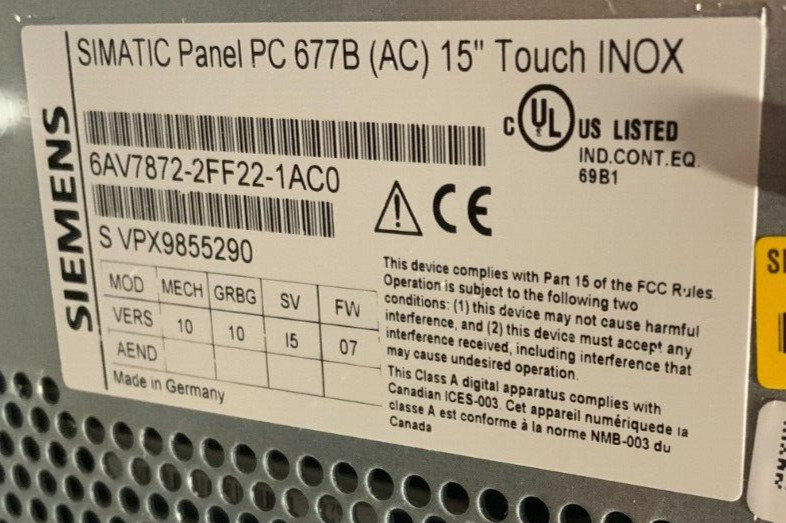 SIEMENS
SIMATIC Panel PC 677B (AC) 15" Touch INOX
C UL US LISTED
IND.CONT.EQ.
69B1
6AV7872-2FF22-1AC0
CE
S VPX9855290
MOD MECH GRBG SV FW
VERS 10 10 I5 07
AEND
Made in Germany
This device complies with Part 15 of the FCC Rules.
Operation is subject to the following two
conditions: (1) this device may not cause harmful
interference, and (2) this device must accept any
interference received, including interference that
may cause undesired operation.
This Class A digital apparatus complies with
Canadian ICES-003. Cet appareil numériquede la
classe A est conforme à la norme NMB-003 du
Canada